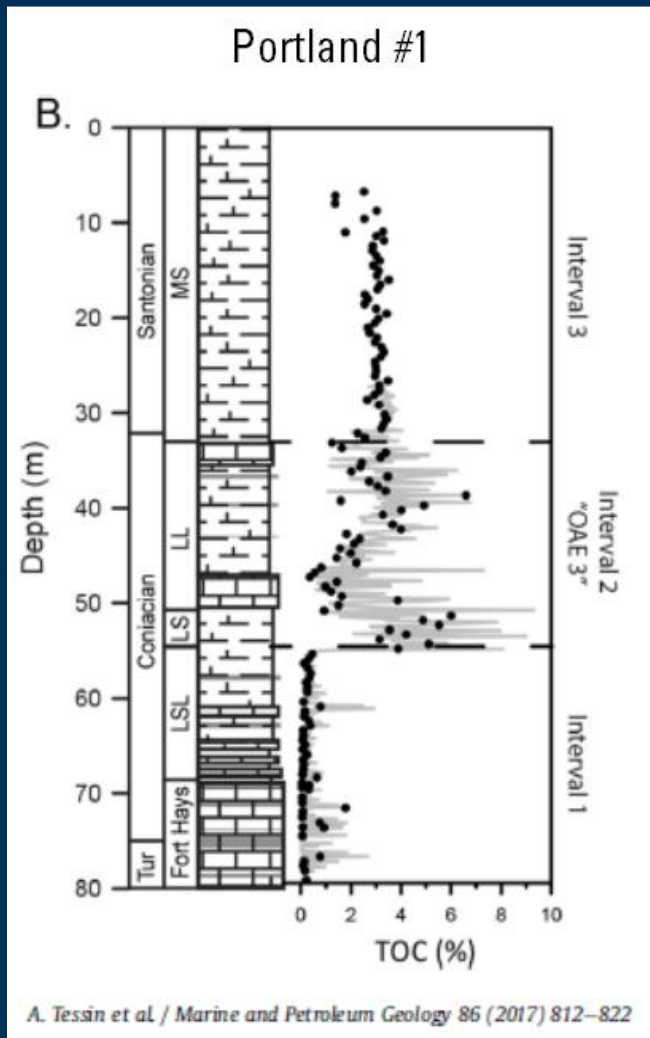 Portland #1
B.
0
10
20
30
40
50
60
70
80
Depth (m)
Santonian
Coniacian
Tur
MS
LL
LS
LSL
Fort Hays
Interval 3
Interval 2
"OAE 3"
Interval 1
0 2 4 6 8 10
TOC (%)
A. Tessin et al. / Marine and Petroleum Geology 86 (2017) 812–822